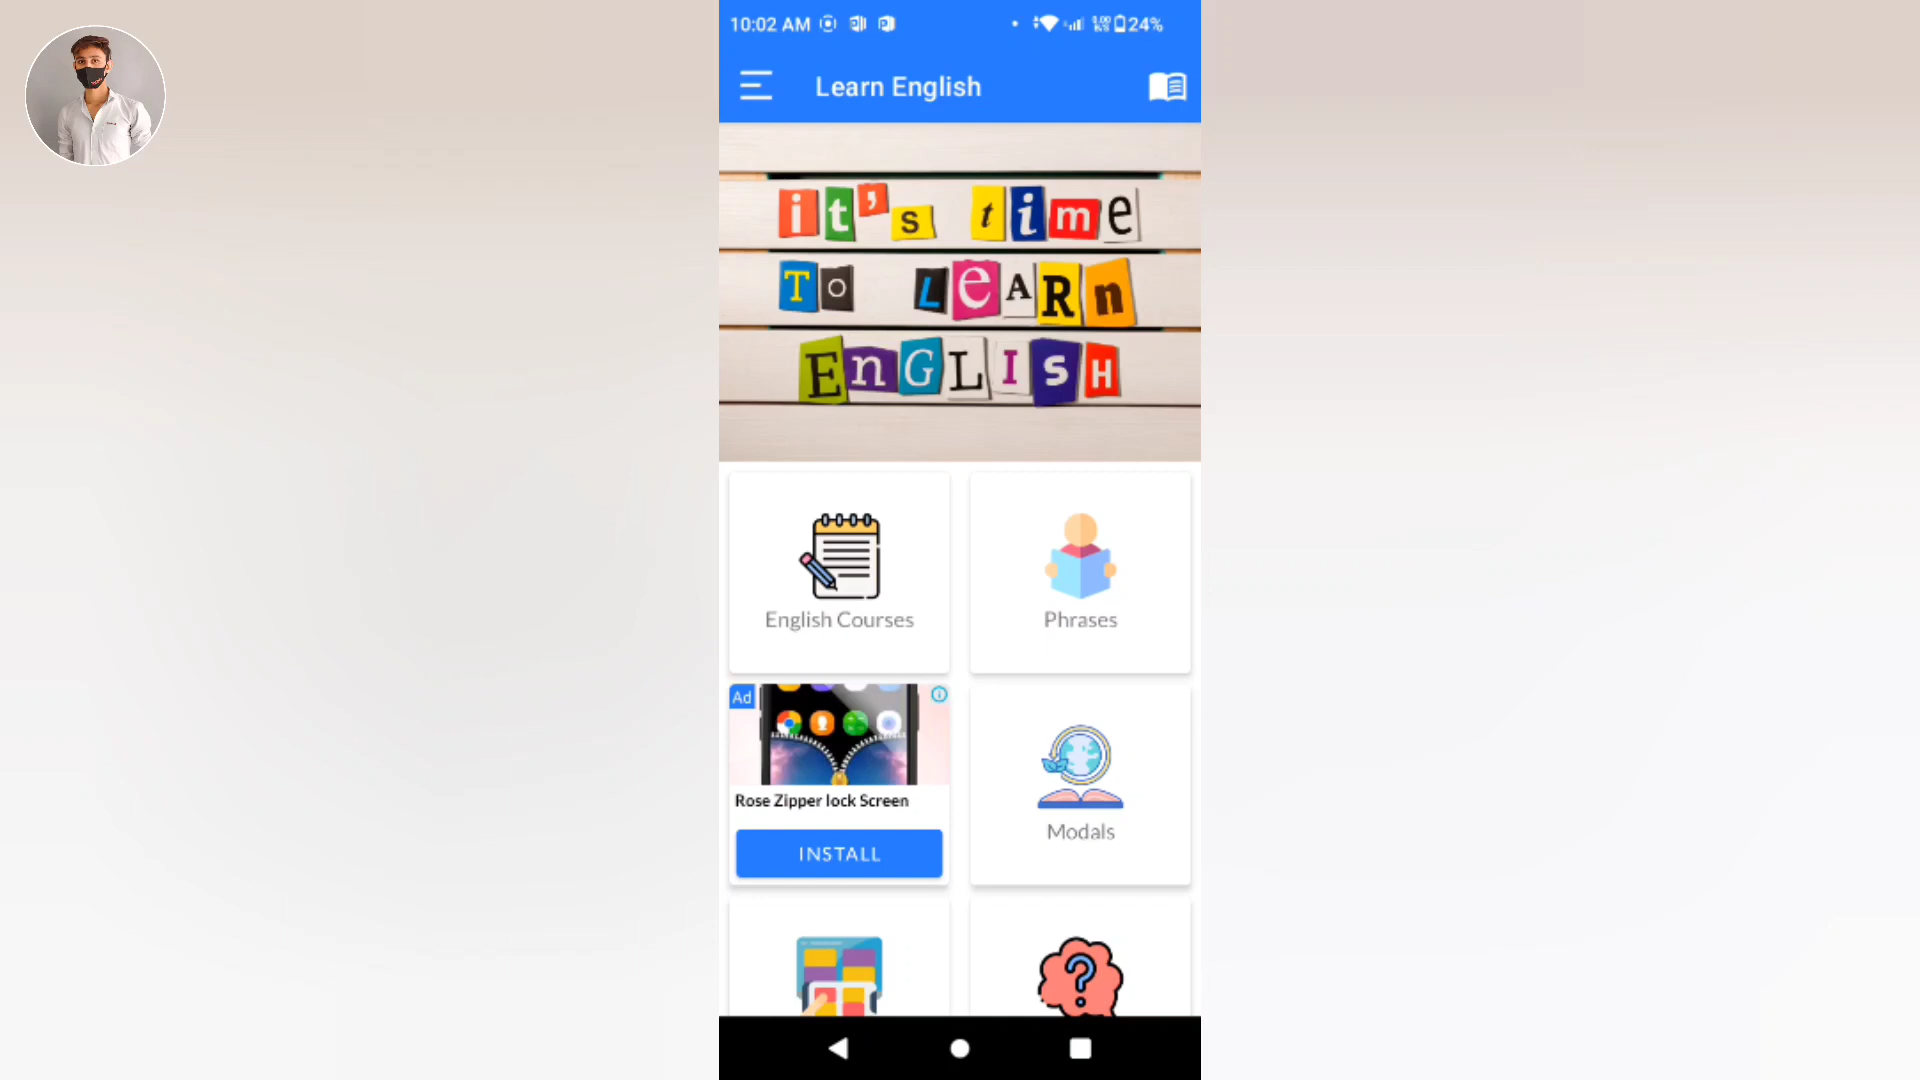 10:02 AM 24%
Learn English
it's time
To LeARn
EnGLISH
English Courses
Phrases
Ad
Rose Zipper lock Screen
INSTALL
Modals